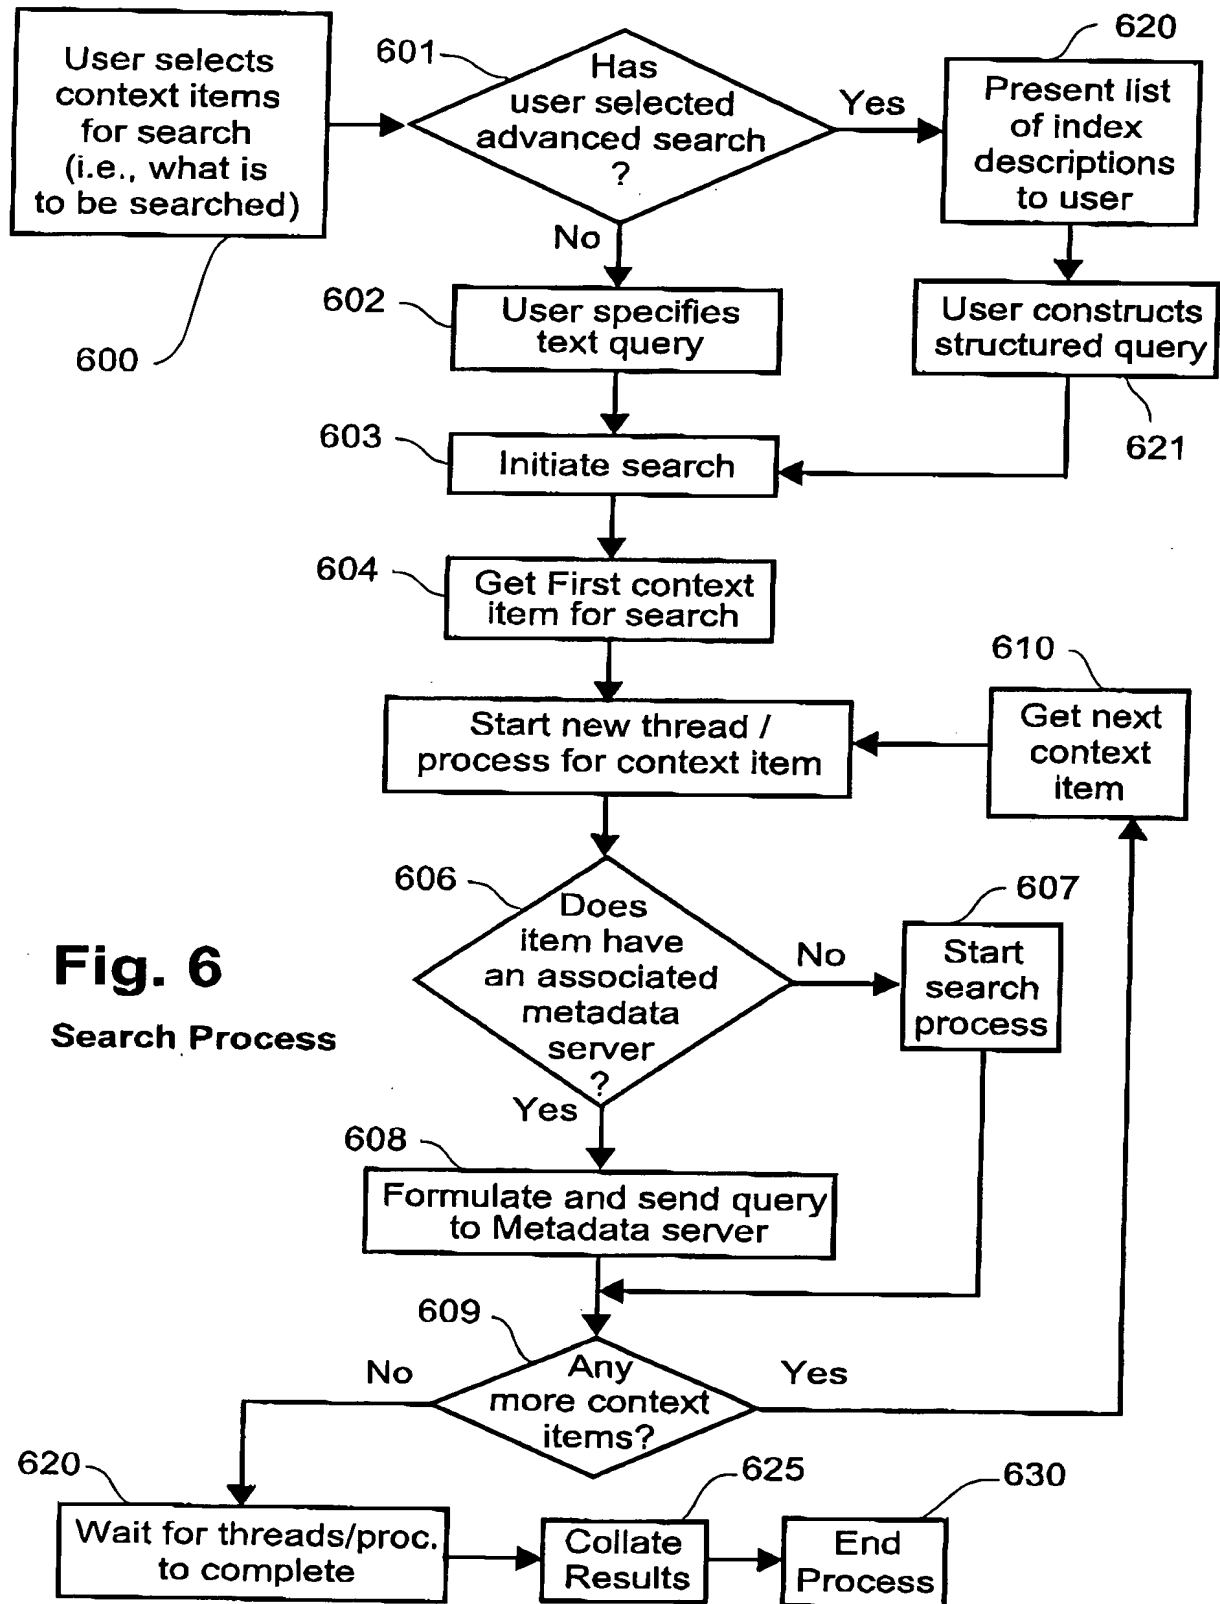 User selects
context items
for search
(i.e., what is
to be searched)
600
601
Has
user selected
advanced search
?
Yes
No
620
Present list
of index
descriptions
to user
602
User specifies
text query
User constructs
structured query
621
603
Initiate search
604
Get First context
item for search
610
Get next
context
item
Start new thread /
process for context item
606
Does
item have
an associated
metadata
server
?
No
Yes
607
Start
search
process
Fig. 6
Search Process
608
Formulate and send query
to Metadata server
609
Any
more context
items?
No
Yes
620
Wait for threads/proc.
to complete
625
Collate
Results
630
End
Process